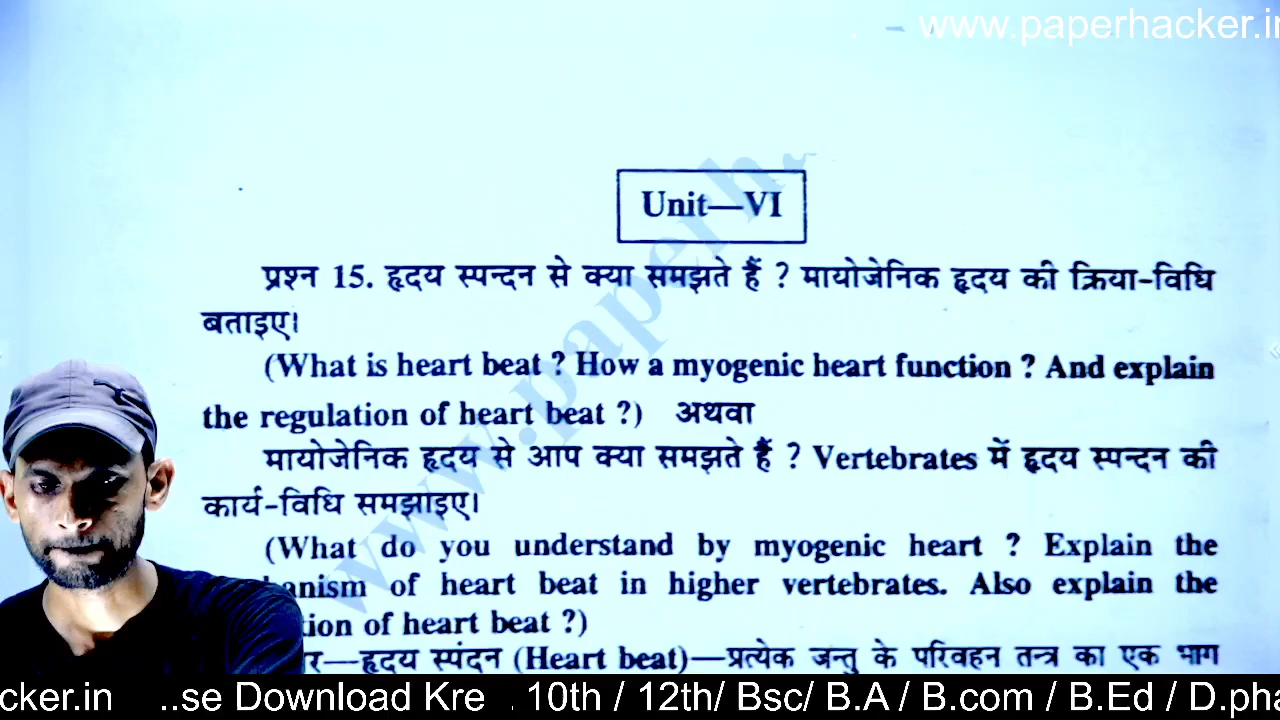 www.paperhacker.in
Unit—VI
प्रश्न 15. हृदय स्पन्दन से क्या समझते हैं ? मायोजेनिक हृदय की क्रिया-विधि
बताइए।
(What is heart beat ? How a myogenic heart function ? And explain
the regulation of heart beat ?) अथवा
मायोजेनिक हृदय से आप क्या समझते हैं ? Vertebrates में हृदय स्पन्दन की
कार्य-विधि समझाइए।
(What do you understand by myogenic heart ? Explain the
of heart beat in higher vertebrates. Also explain the
of heart beat ?)
हृदय स्पंदन (Heart beat)—प्रत्येक जन्तु के परिवहन तन्त्र का एक भाग
cker.in ..se Download Kre .. 10th / 12th/ Bsc/ B.A / B.com / B.Ed / D.pha